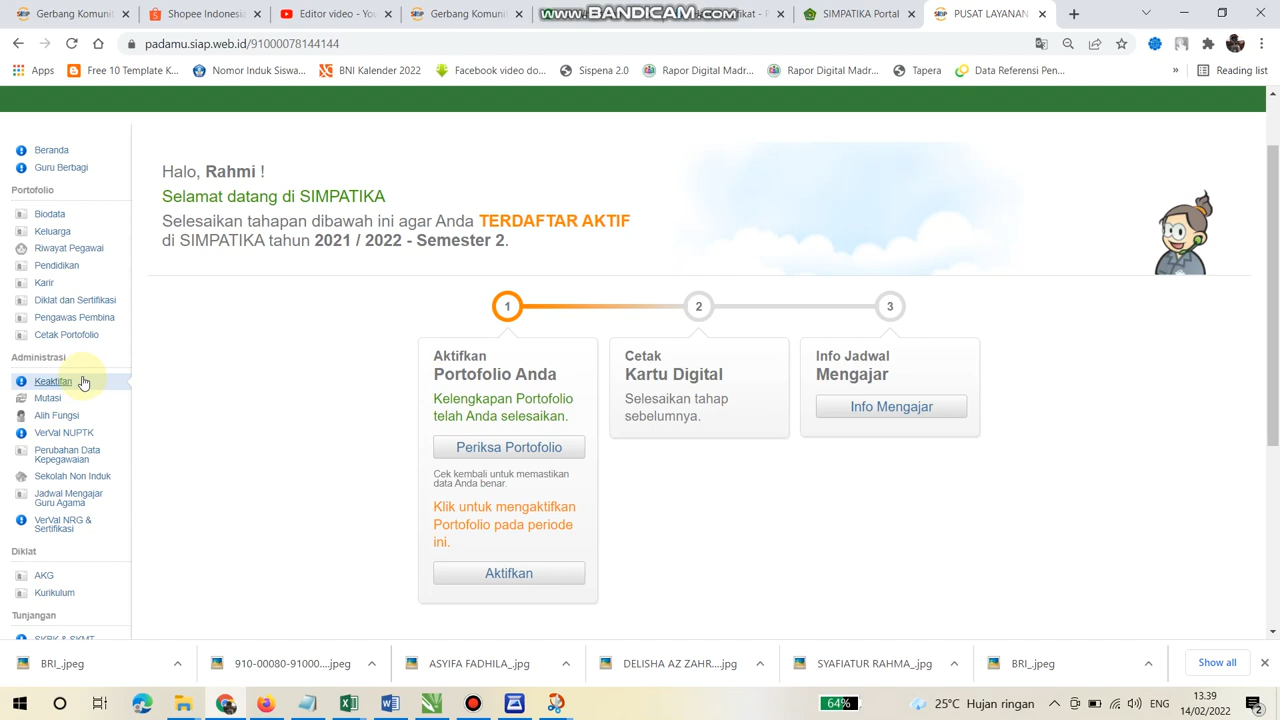 Gerbang Komuni
Shopee Indonesi
Editor video - You
Gerbang Komuni
www.BANDICAM.com
SIMPATIKA Portal
PUSAT LAYANAN
padamu.siap.web.id/91000078144144
Apps
Free 10 Template K...
Nomor Induk Siswa...
BNI Kalender 2022
Facebook video do...
Sispena 2.0
Rapor Digital Madr...
Rapor Digital Madr...
Tapera
Data Referensi Pen...
»
Reading list
Beranda
Guru Berbagi
Portofolio
Biodata
Keluarga
Riwayat Pegawai
Pendidikan
Karir
Diklat dan Sertifikasi
Pengawas Pembina
Cetak Portofolio
Administrasi
Keaktifan
Mutasi
Alih Fungsi
VerVal NUPTK
Perubahan Data
Kepegawaian
Sekolah Non Induk
Jadwal Mengajar
Guru Agama
VerVal NRG &
Sertifikasi
Diklat
AKG
Kurikulum
Tunjangan
SKBK & SKMT
Halo, Rahmi !
Selamat datang di SIMPATIKA
Selesaikan tahapan dibawah ini agar Anda TERDAFTAR AKTIF
di SIMPATIKA tahun 2021 / 2022 - Semester 2.
1
2
3
Aktifkan
Portofolio Anda
Kelengkapan Portofolio
telah Anda selesaikan.
Periksa Portofolio
Cek kembali untuk memastikan
data Anda benar.
Klik untuk mengaktifkan
Portofolio pada periode
ini.
Aktifkan
Cetak
Kartu Digital
Selesaikan tahap
sebelumnya.
Info Jadwal
Mengajar
Info Mengajar
BRI_.jpeg
910-00080-91000....jpeg
ASYIFA FADHILA_.jpg
DELISHA AZ ZAHR....jpg
SYAFIATUR RAHMA_.jpg
BRI_.jpeg
Show all
64%
25°C Hujan ringan
13.39
14/02/2022
2